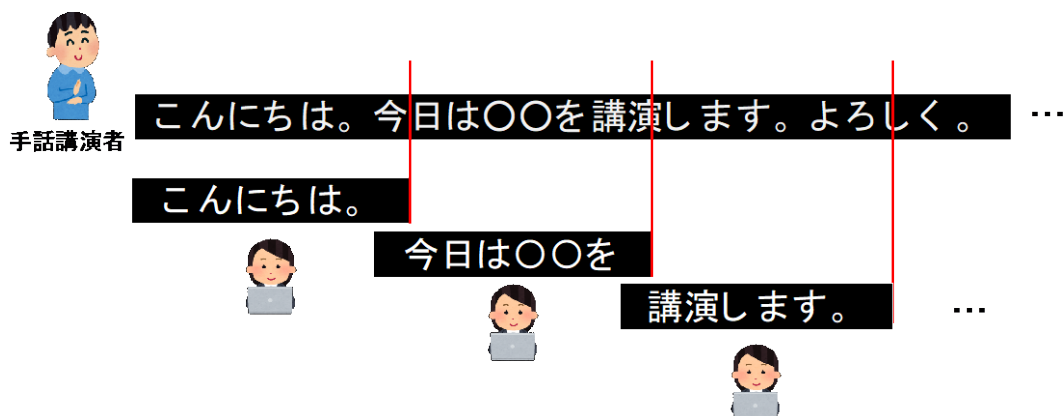 こんにちは。今日は〇〇を講演します。よろしく。 …
手話講演者
こんにちは。
今日は〇〇を
講演します。 …